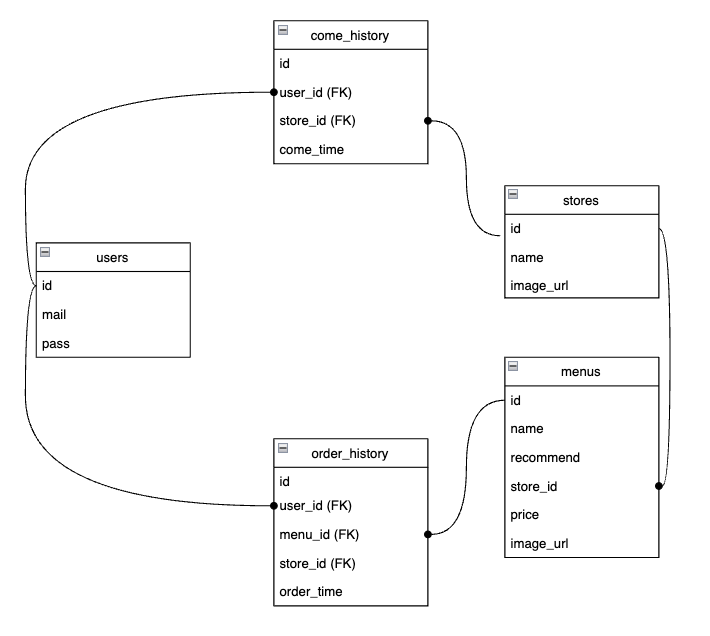 come_history
id
user_id (FK)
store_id (FK)
come_time
stores
id
name
image_url
users
id
mail
pass
menus
id
name
recommend
store_id
price
image_url
order_history
id
user_id (FK)
menu_id (FK)
store_id (FK)
order_time